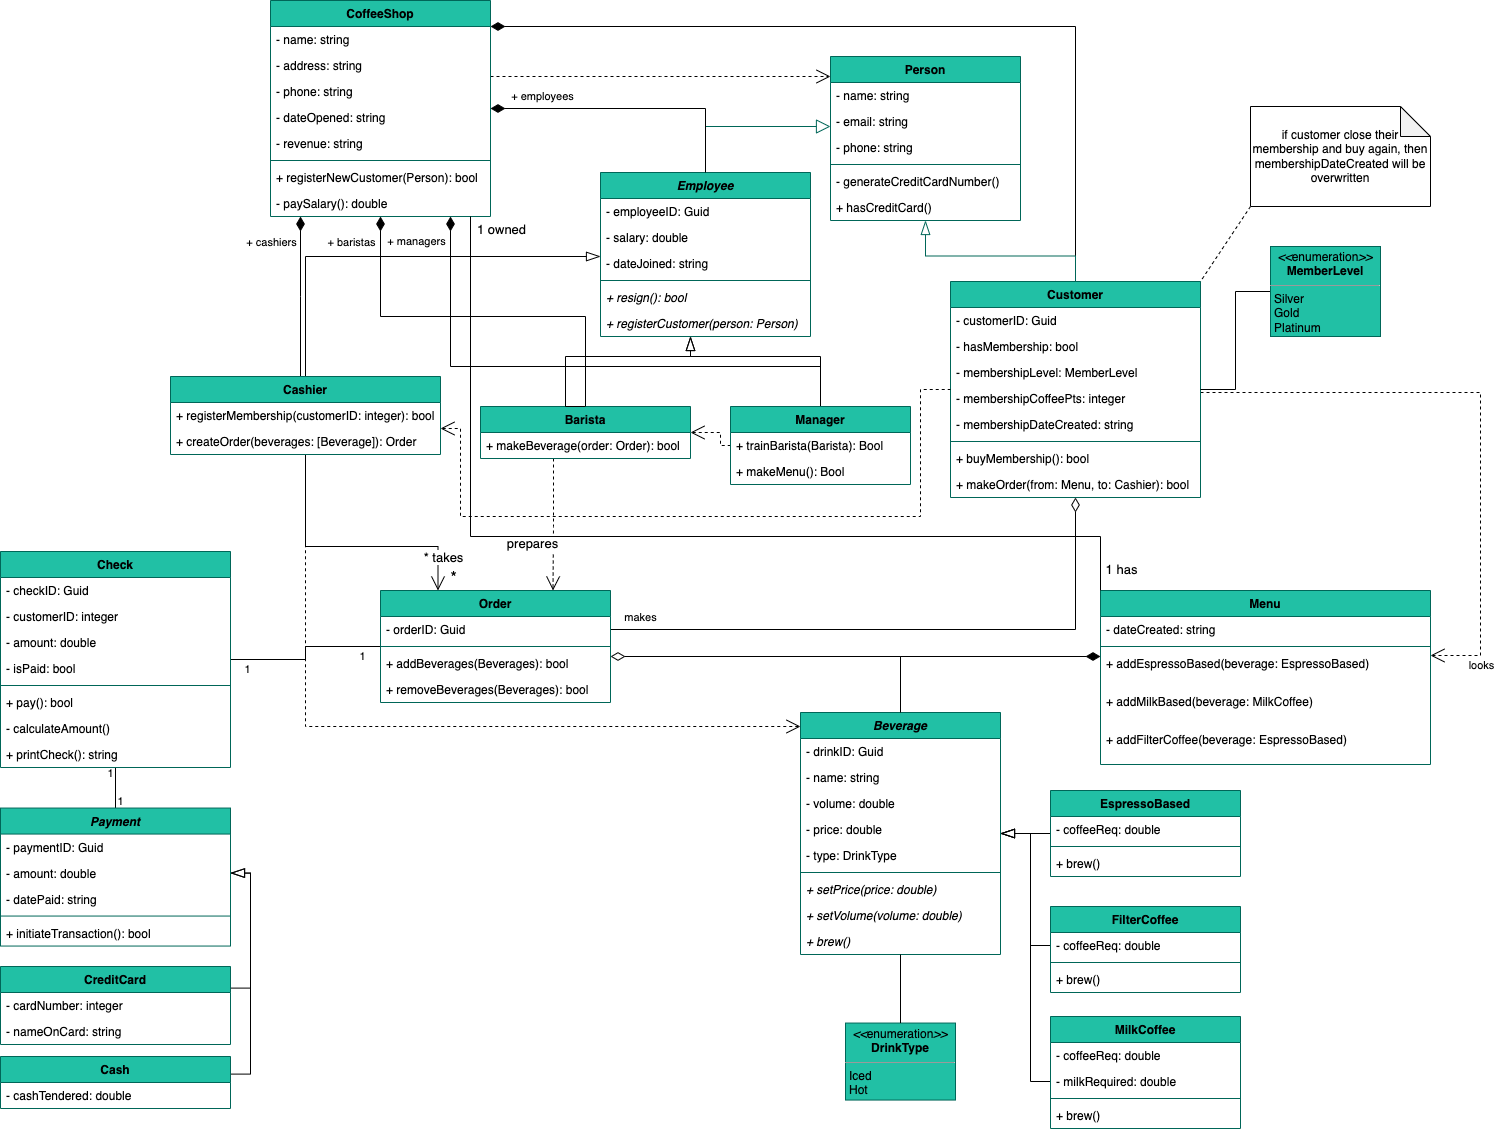 CoffeeShop
- name: string
- address: string
- phone: string
- dateOpened: string
- revenue: string
+ registerNewCustomer(Person): bool
- paySalary(): double
+ employees
+ cashiers
+ baristas
+ managers
1 owned
Person
- name: string
- email: string
- phone: string
- generateCreditCardNumber()
+ hasCreditCard()
if customer close their
membership and buy again, then
membershipDateCreated will be
overwritten
Employee
- employeeID: Guid
- salary: double
- dateJoined: string
+ resign(): bool
+ registerCustomer(person: Person)
<<enumeration>>
MemberLevel
Silver
Gold
Platinum
Customer
- customerID: Guid
- hasMembership: bool
- membershipLevel: MemberLevel
- membershipCoffeePts: integer
- membershipDateCreated: string
+ buyMembership(): bool
+ makeOrder(from: Menu, to: Cashier): bool
Cashier
+ registerMembership(customerID: integer): bool
+ createOrder(beverages: [Beverage]): Order
Barista
+ makeBeverage(order: Order): bool
Manager
+ trainBarista(Barista): Bool
+ makeMenu(): Bool
* takes
*
prepares
1 has
makes
looks
Check
- checkID: Guid
- customerID: integer
- amount: double
- isPaid: bool
+ pay(): bool
- calculateAmount()
+ printCheck(): string
1
1
Order
- orderID: Guid
+ addBeverages(Beverages): bool
+ removeBeverages(Beverages): bool
Menu
- dateCreated: string
+ addEspressoBased(beverage: EspressoBased)
+ addMilkBased(beverage: MilkCoffee)
+ addFilterCoffee(beverage: EspressoBased)
1
1
Payment
- paymentID: Guid
- amount: double
- datePaid: string
+ initiateTransaction(): bool
CreditCard
- cardNumber: integer
- nameOnCard: string
Cash
- cashTendered: double
Beverage
- drinkID: Guid
- name: string
- volume: double
- price: double
- type: DrinkType
+ setPrice(price: double)
+ setVolume(volume: double)
+ brew()
<<enumeration>>
DrinkType
Iced
Hot
EspressoBased
- coffeeReq: double
+ brew()
FilterCoffee
- coffeeReq: double
+ brew()
MilkCoffee
- coffeeReq: double
- milkRequired: double
+ brew()